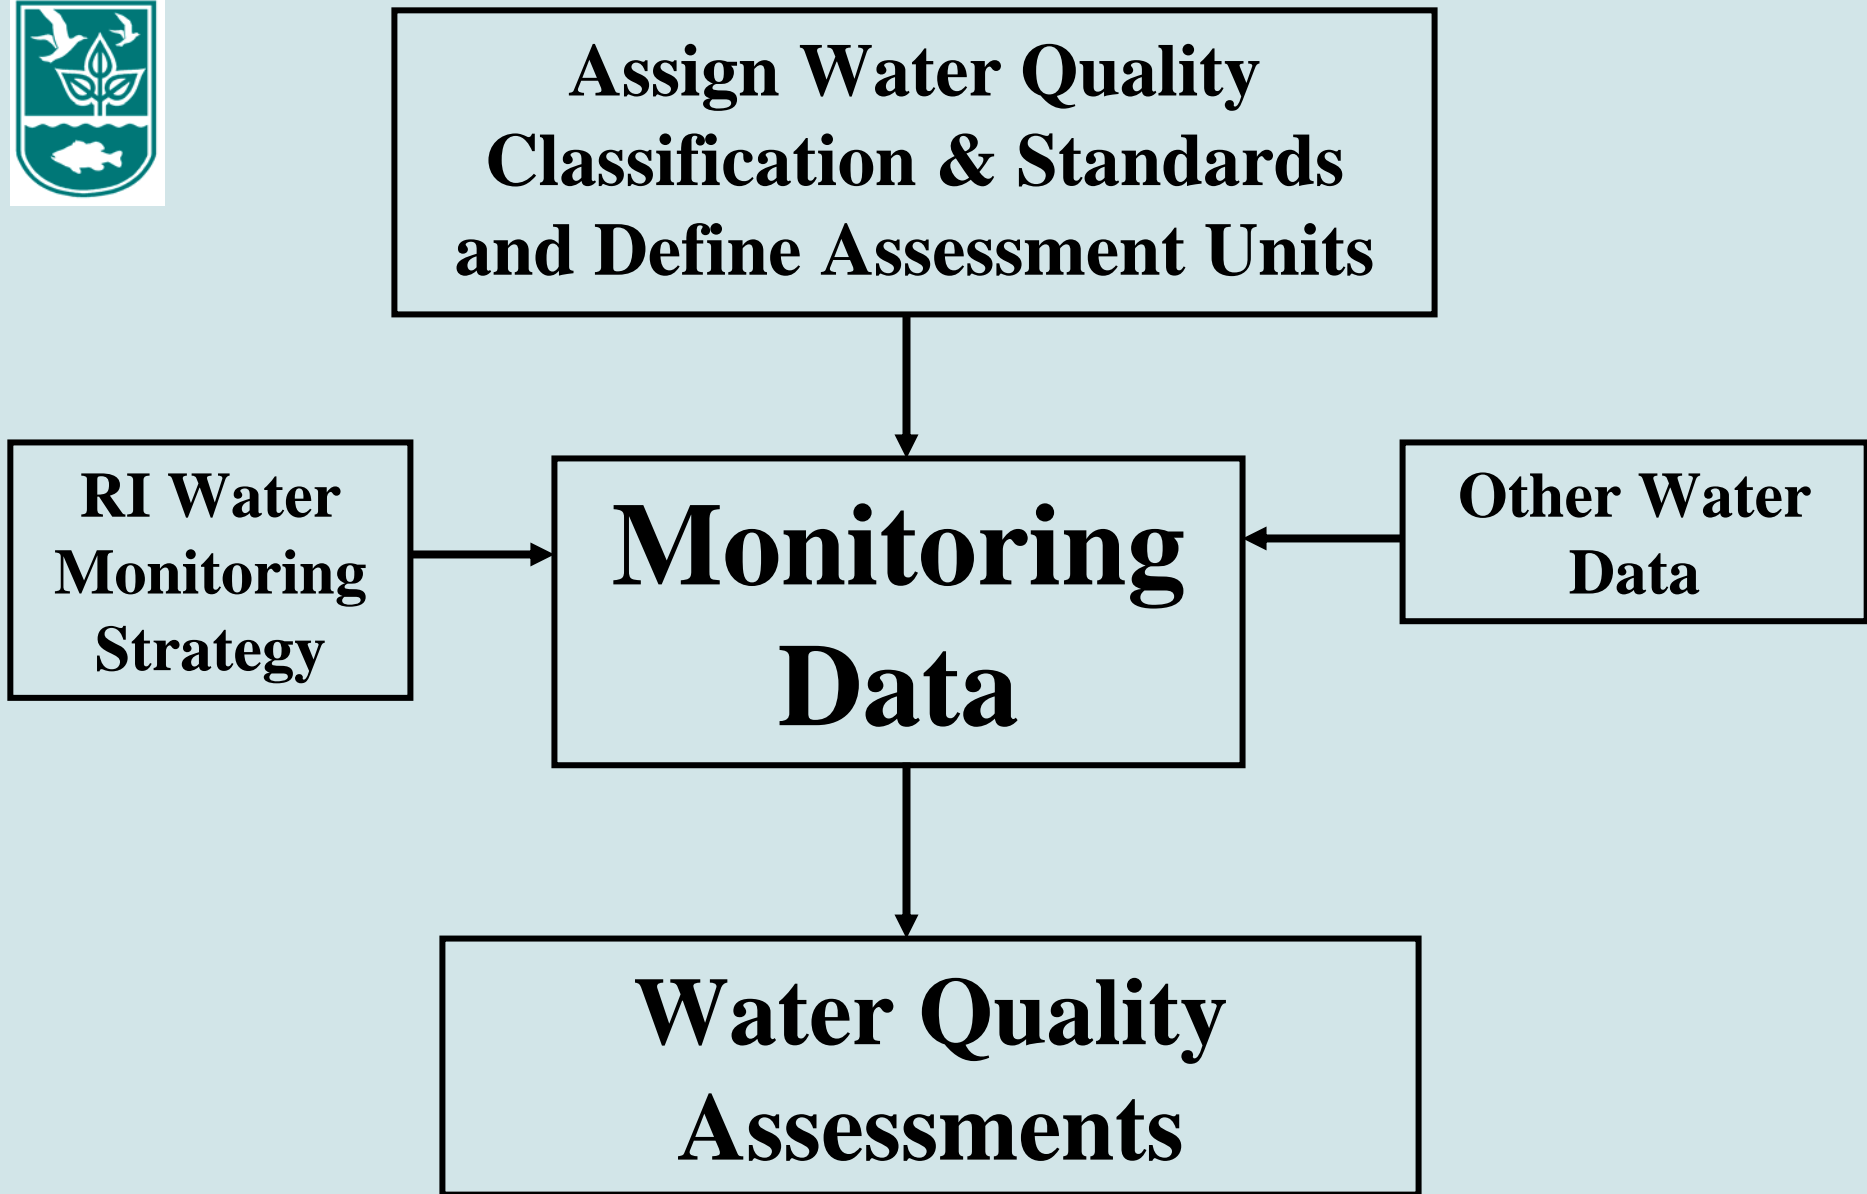 Assign Water Quality
Classification & Standards
and Define Assessment Units
RI Water
Monitoring
Strategy
Monitoring
Data
Other Water
Data
Water Quality
Assessments